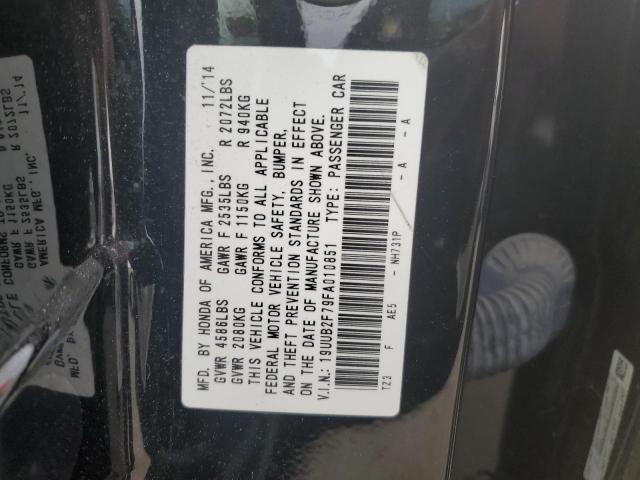 MFD. BY HONDA OF AMERICA MFG., INC. 11/'14
GVWR 4586LBS GAWR F 2535LBS R 2072LBS
GVWR 2080KG GAWR F 1150KG R 940KG
THIS VEHICLE CONFORMS TO ALL APPLICABLE
FEDERAL MOTOR VEHICLE SAFETY, BUMPER,
AND THEFT PREVENTION STANDARDS IN EFFECT
ON THE DATE OF MANUFACTURE SHOWN ABOVE.
V.I.N.: 19UUB2F79FA010851 TYPE: PASSENGER CAR
TZ3 F AE5 - NH731P - A - A